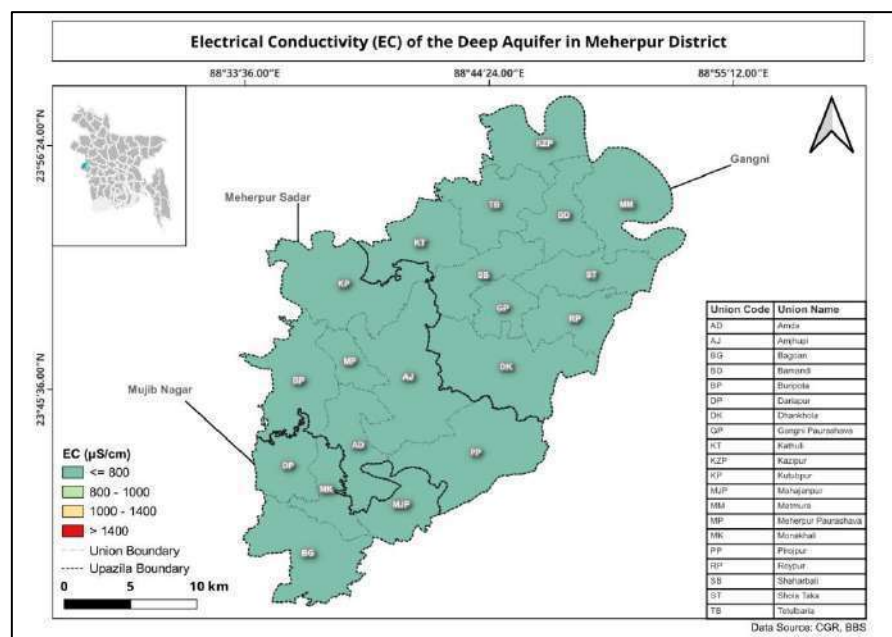 Electrical Conductivity (EC) of the Deep Aquifer in Meherpur District
88°33'36.00"E 88°44'24.00"E 88°55'12.00"E
23°56'24.00"N
23°45'36.00"N
Gangni
Meherpur Sadar
Mujib Nagar
KZP
TB
BD
MM
KT
SB
ST
KP
GP
RP
MP
AJ
DK
BP
AD
PP
DP
MK
MJP
BG
EC (µS/cm)
<= 800
800 - 1000
1000 - 1400
> 1400
Union Boundary
Upazila Boundary
0 5 10 km
Union Code Union Name
AD Amda
AJ Amjhupi
BG Bagoan
BD Bamandi
BP Buripota
DP Dariapur
DK Dhankhola
GP Gangni Paurashava
KT Kathuli
KZP Kazipur
KP Kutubpur
MJP Mahajanpur
MM Matmura
MP Meherpur Paurashava
MK Monakhali
PP Pirojpur
RP Roypur
SB Shaharbati
ST Shola Taka
TB Tetulbaria
Data Source: CGR, BBS